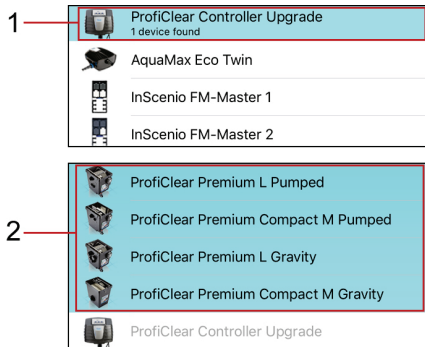 1
ProfiClear Controller Upgrade
1 device found
AquaMax Eco Twin
InScenio FM-Master 1
InScenio FM-Master 2
2
ProfiClear Premium L Pumped
ProfiClear Premium Compact M Pumped
ProfiClear Premium L Gravity
ProfiClear Premium Compact M Gravity
ProfiClear Controller Upgrade